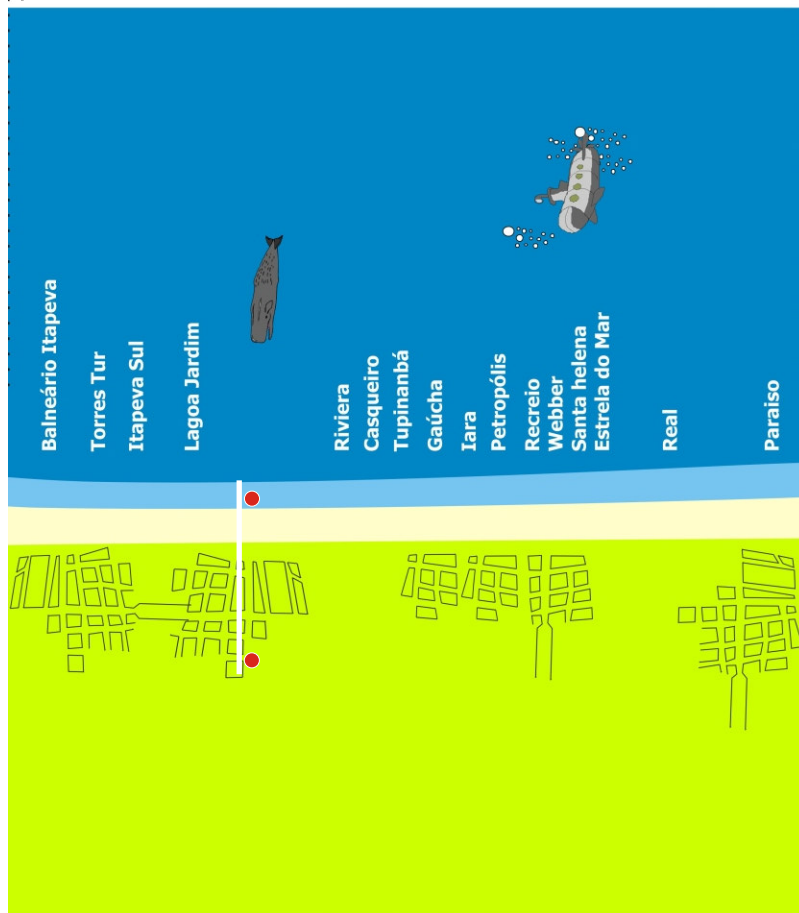 Balneário Itapeva
Torres Tur
Itapeva Sul
Lagoa Jardim
Riviera
Casqueiro
Tupinanbá
Gaúcha
Iara
Petropólis
Recreio
Webber
Santa helena
Estrela do Mar
Real
Paraiso